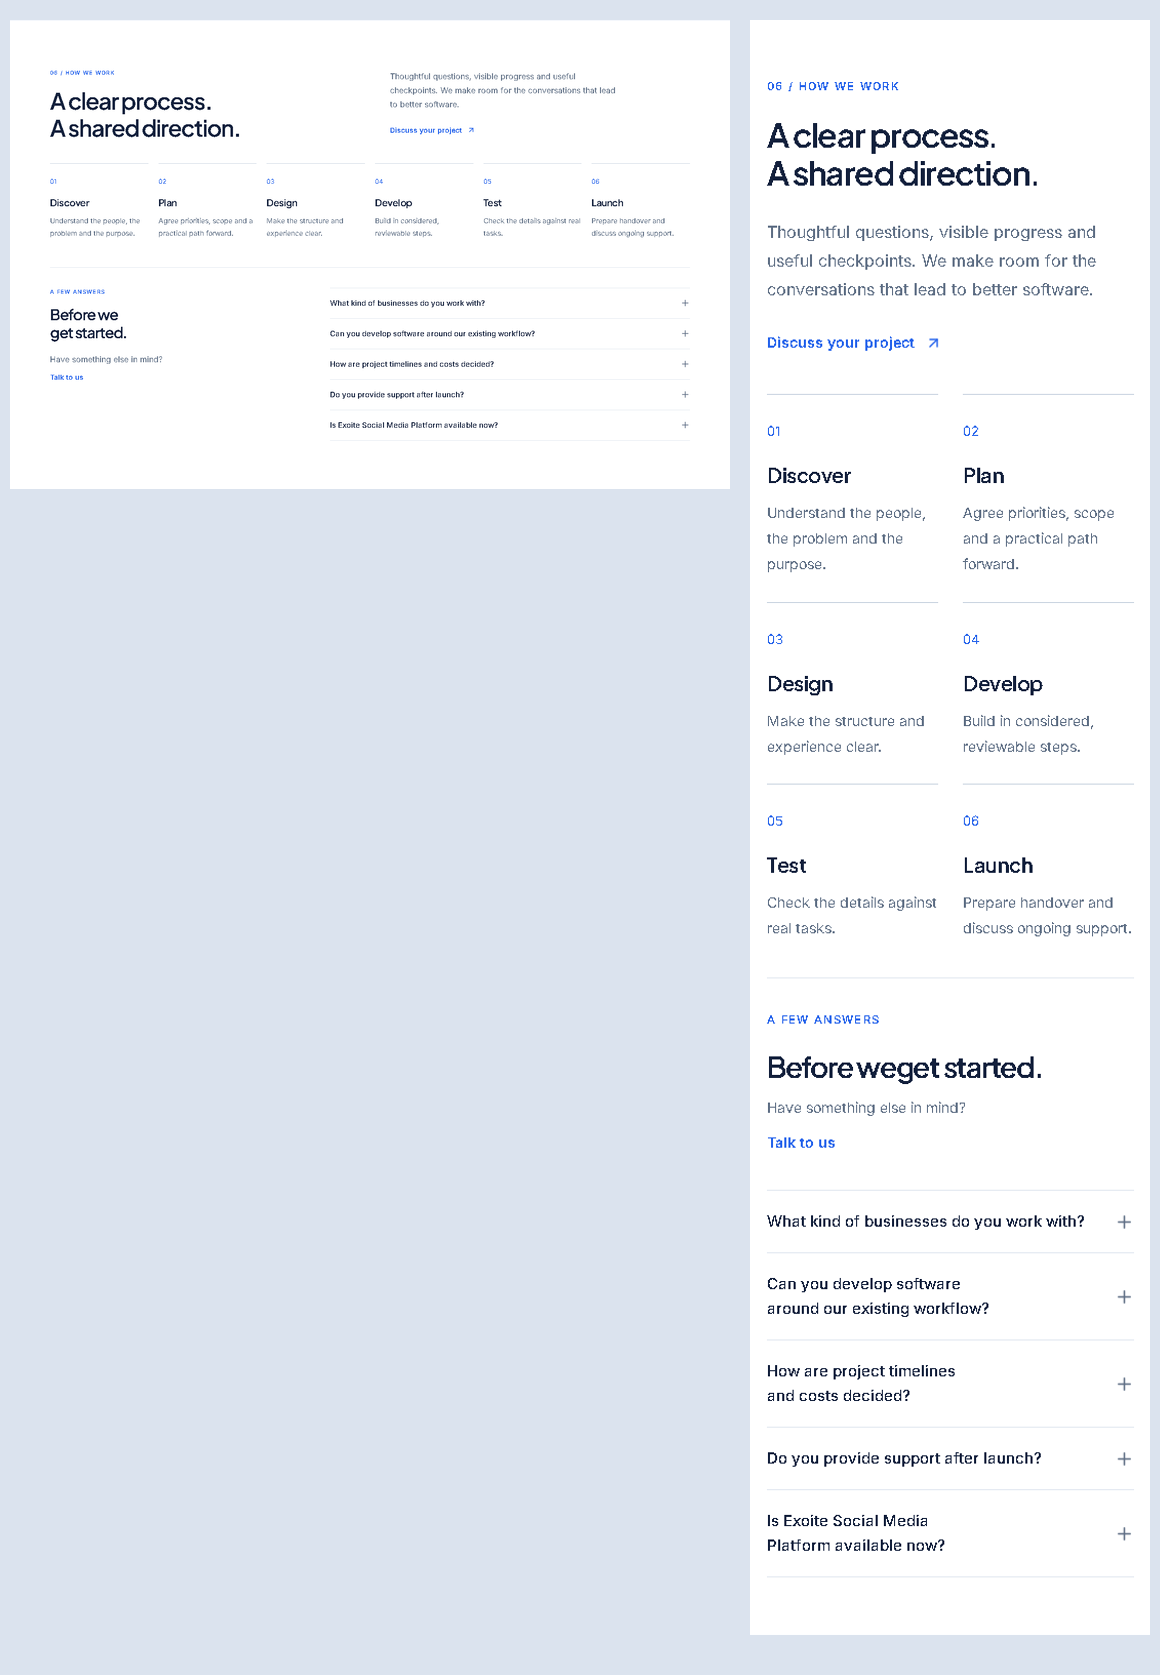 06 / HOW WE WORK
A clear process.
A shared direction.
Thoughtful questions, visible progress and useful
checkpoints. We make room for the conversations that lead
to better software.
Discuss your project
01
Discover
Understand the people, the
problem and the purpose.
02
Plan
Agree priorities, scope and a
practical path forward.
03
Design
Make the structure and
experience clear.
04
Develop
Build in considered,
reviewable steps.
05
Test
Check the details against real
tasks.
06
Launch
Prepare handover and
discuss ongoing support.
A FEW ANSWERS
Before we
get started.
Have something else in mind?
Talk to us
What kind of businesses do you work with?
Can you develop software around our existing workflow?
How are project timelines and costs decided?
Do you provide support after launch?
Is Exoite Social Media Platform available now?
06 / HOW WE WORK
A clear process.
A shared direction.
Thoughtful questions, visible progress and
useful checkpoints. We make room for the
conversations that lead to better software.
Discuss your project
01
Discover
Understand the people,
the problem and the
purpose.
02
Plan
Agree priorities, scope
and a practical path
forward.
03
Design
Make the structure and
experience clear.
04
Develop
Build in considered,
reviewable steps.
05
Test
Check the details against
real tasks.
06
Launch
Prepare handover and
discuss ongoing support.
A FEW ANSWERS
Before weget started.
Have something else in mind?
Talk to us
What kind of businesses do you work with?
Can you develop software
around our existing workflow?
How are project timelines
and costs decided?
Do you provide support after launch?
Is Exoite Social Media
Platform available now?